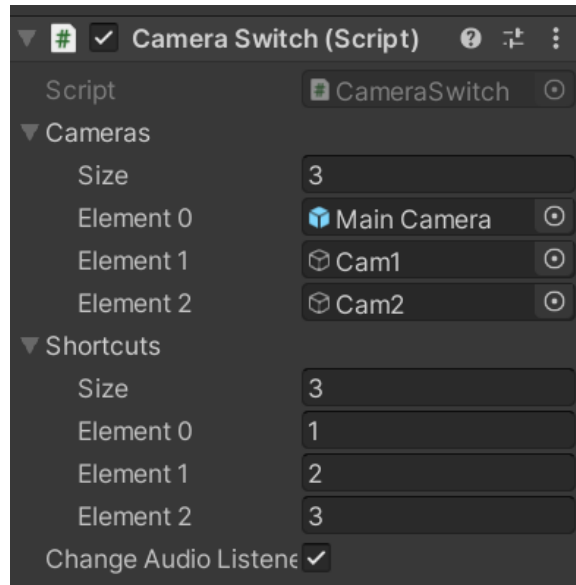 # Camera Switch (Script)
Script # CameraSwitch
Cameras
Size 3
Element 0 Main Camera
Element 1 Cam1
Element 2 Cam2
Shortcuts
Size 3
Element 0 1
Element 1 2
Element 2 3
Change Audio Listene